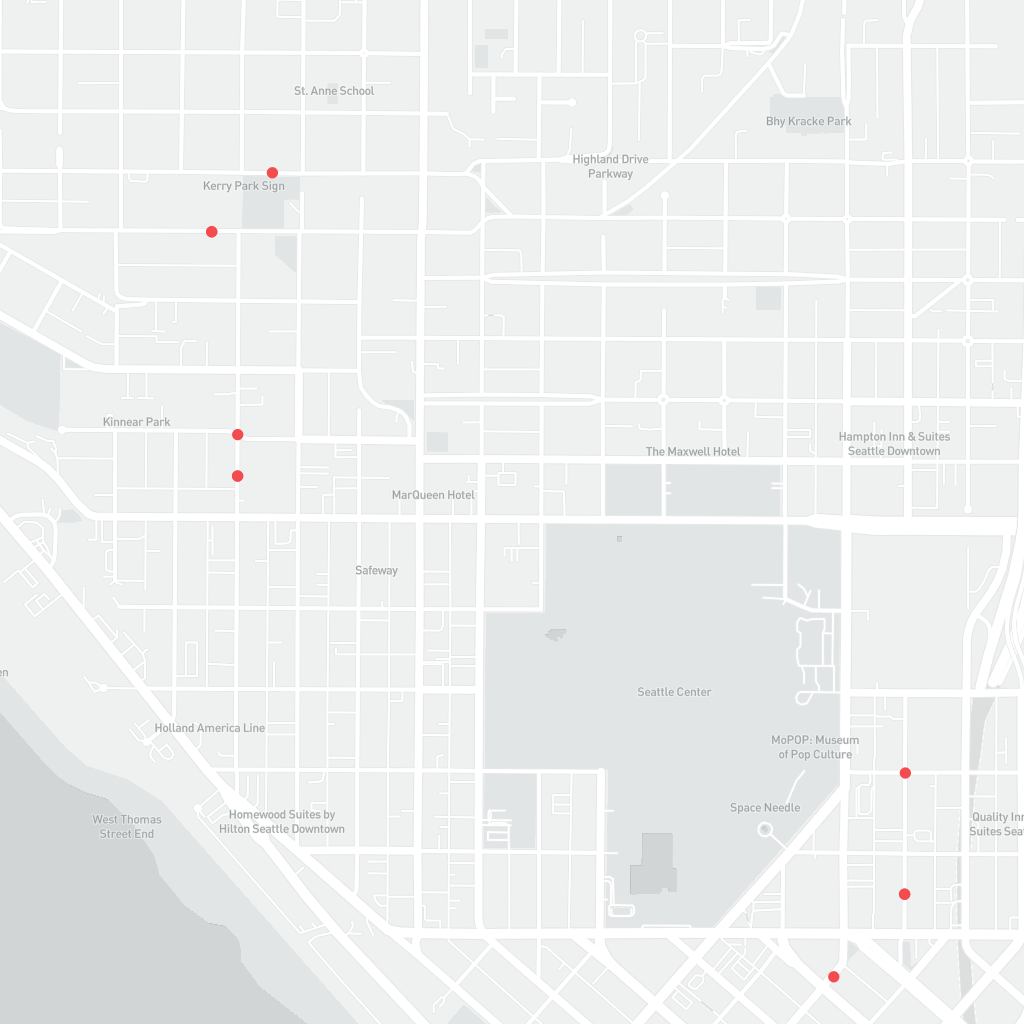 St. Anne School
Bhy Kracke Park
Highland Drive
Parkway
Kerry Park Sign
Kinnear Park
Hampton Inn & Suites
Seattle Downtown
The Maxwell Hotel
MarQueen Hotel
Safeway
en
Seattle Center
Holland America Line
MoPOP: Museum
of Pop Culture
Space Needle
Homewood Suites by
Hilton Seattle Downtown
West Thomas
Street End
Quality Inn
Suites Sea